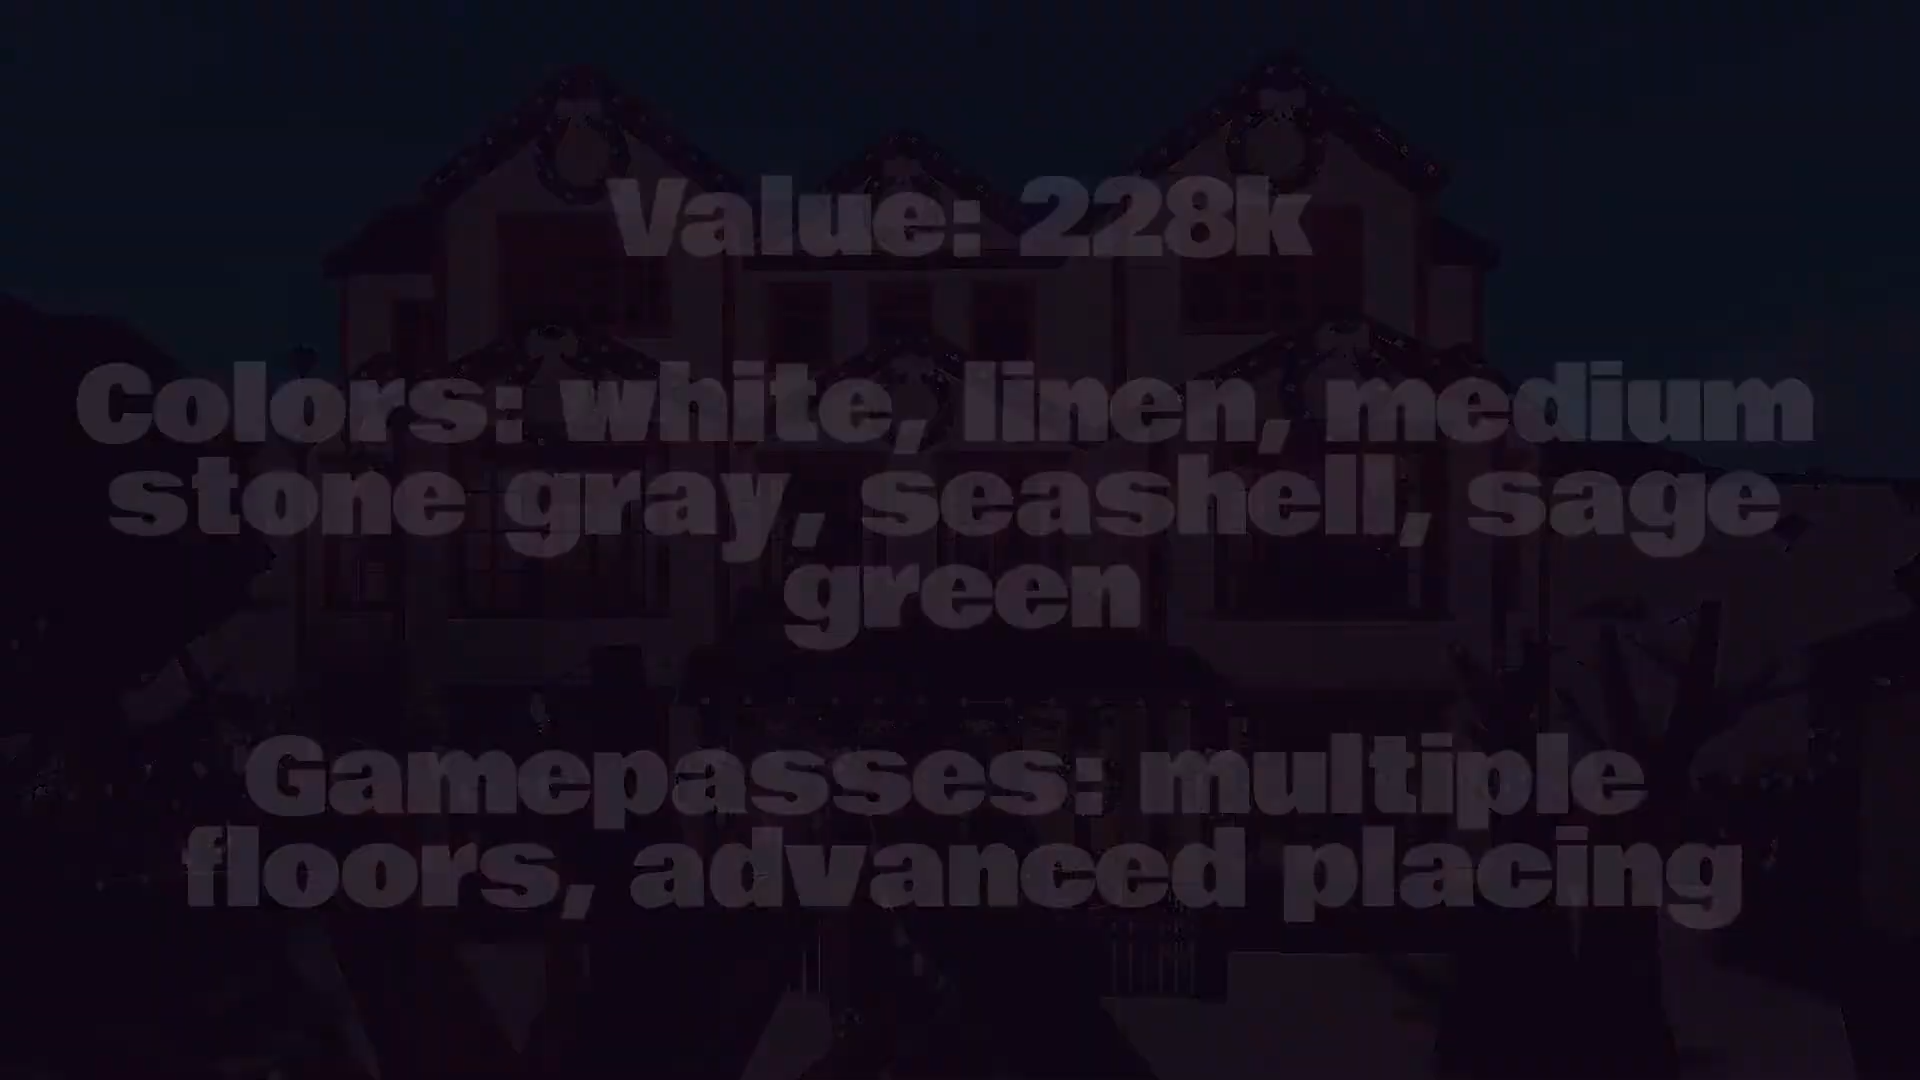 Value: 228k
Colors: white, linen, medium
stone gray, seashell, sage
green
Gamepasses: multiple
floors, advanced placing